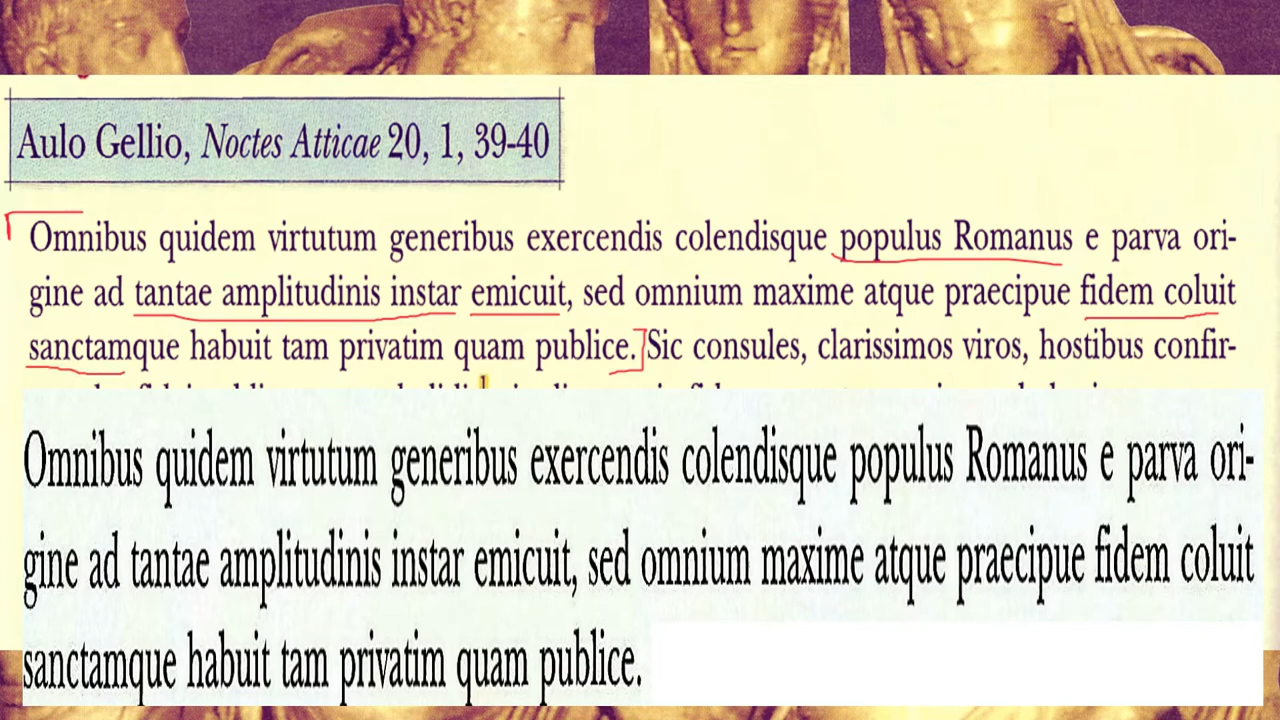 Aulo Gellio, Noctes Atticae 20, 1, 39-40
Omnibus quidem virtutum generibus exercendis colendisque populus Romanus e parva ori-
gine ad tantae amplitudinis instar emicuit, sed omnium maxime atque praecipue fidem coluit
sanctamque habuit tam privatim quam publice. Sic consules, clarissimos viros, hostibus confir-
1
Omnibus quidem virtutum generibus exercendis colendisque populus Romanus e parva ori-
gine ad tantae amplitudinis instar emicuit, sed omnium maxime atque praecipue fidem coluit
sanctamque habuit tam privatim quam publice.